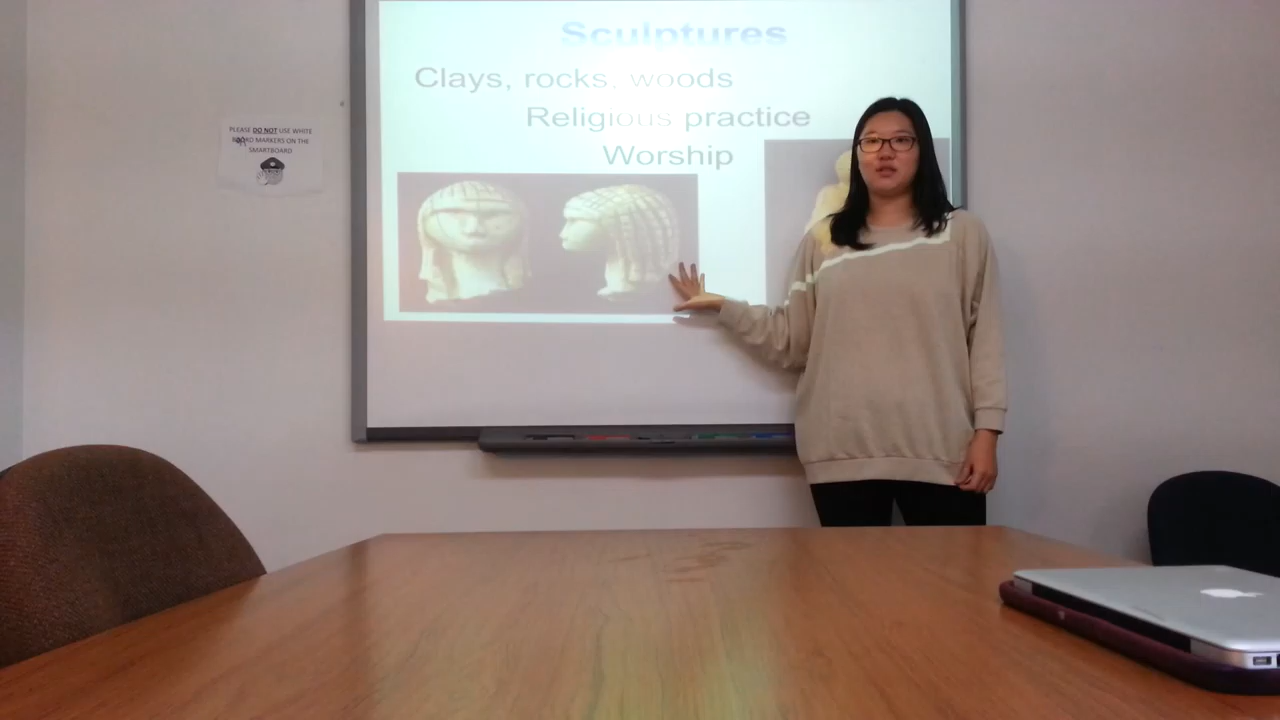 Sculptures
Clays, rocks, woods
Religious practice
Worship
PLEASE DO NOT USE WHITE
BOARD MARKERS ON THE
SMARTBOARD